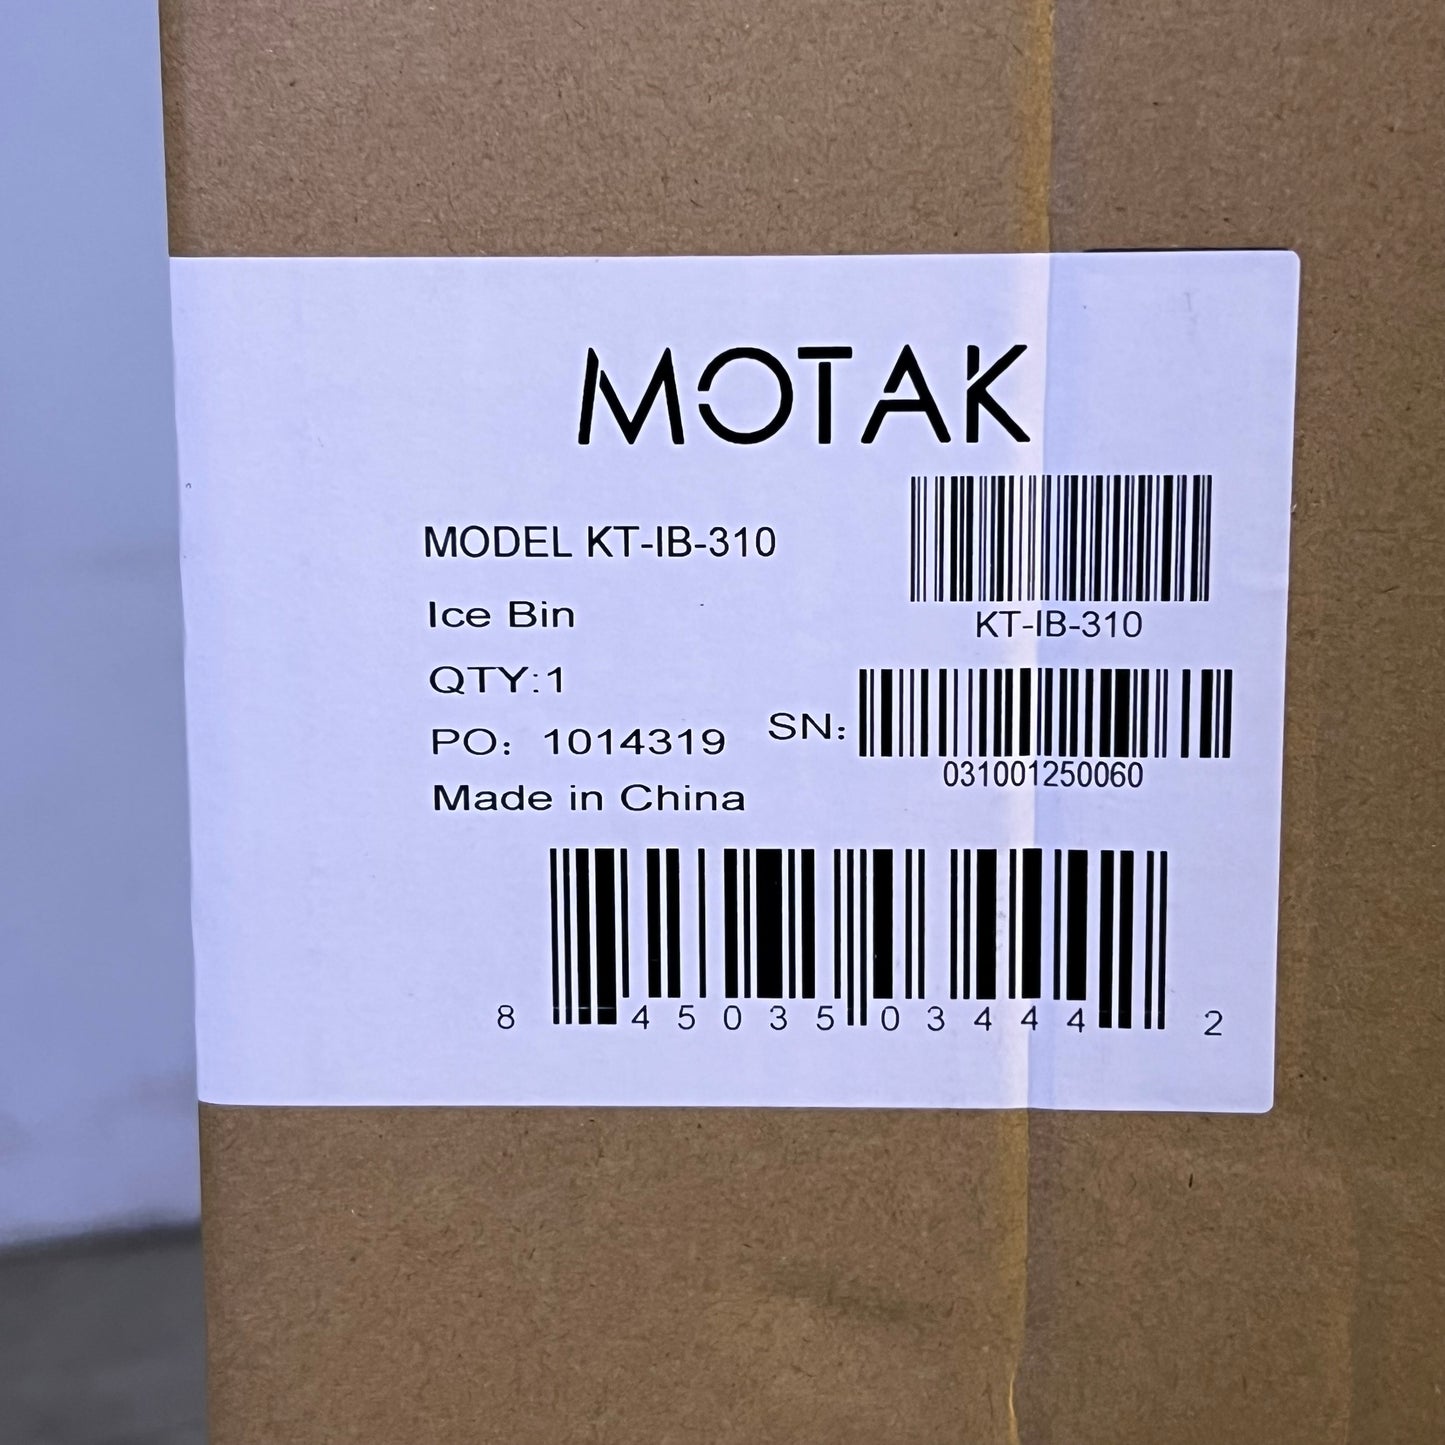 MOTAK
MODEL KT-IB-310
KT-IB-310
Ice Bin
QTY:1
PO: 1014319
SN:
031001250060
Made in China
8 45035 03444 2